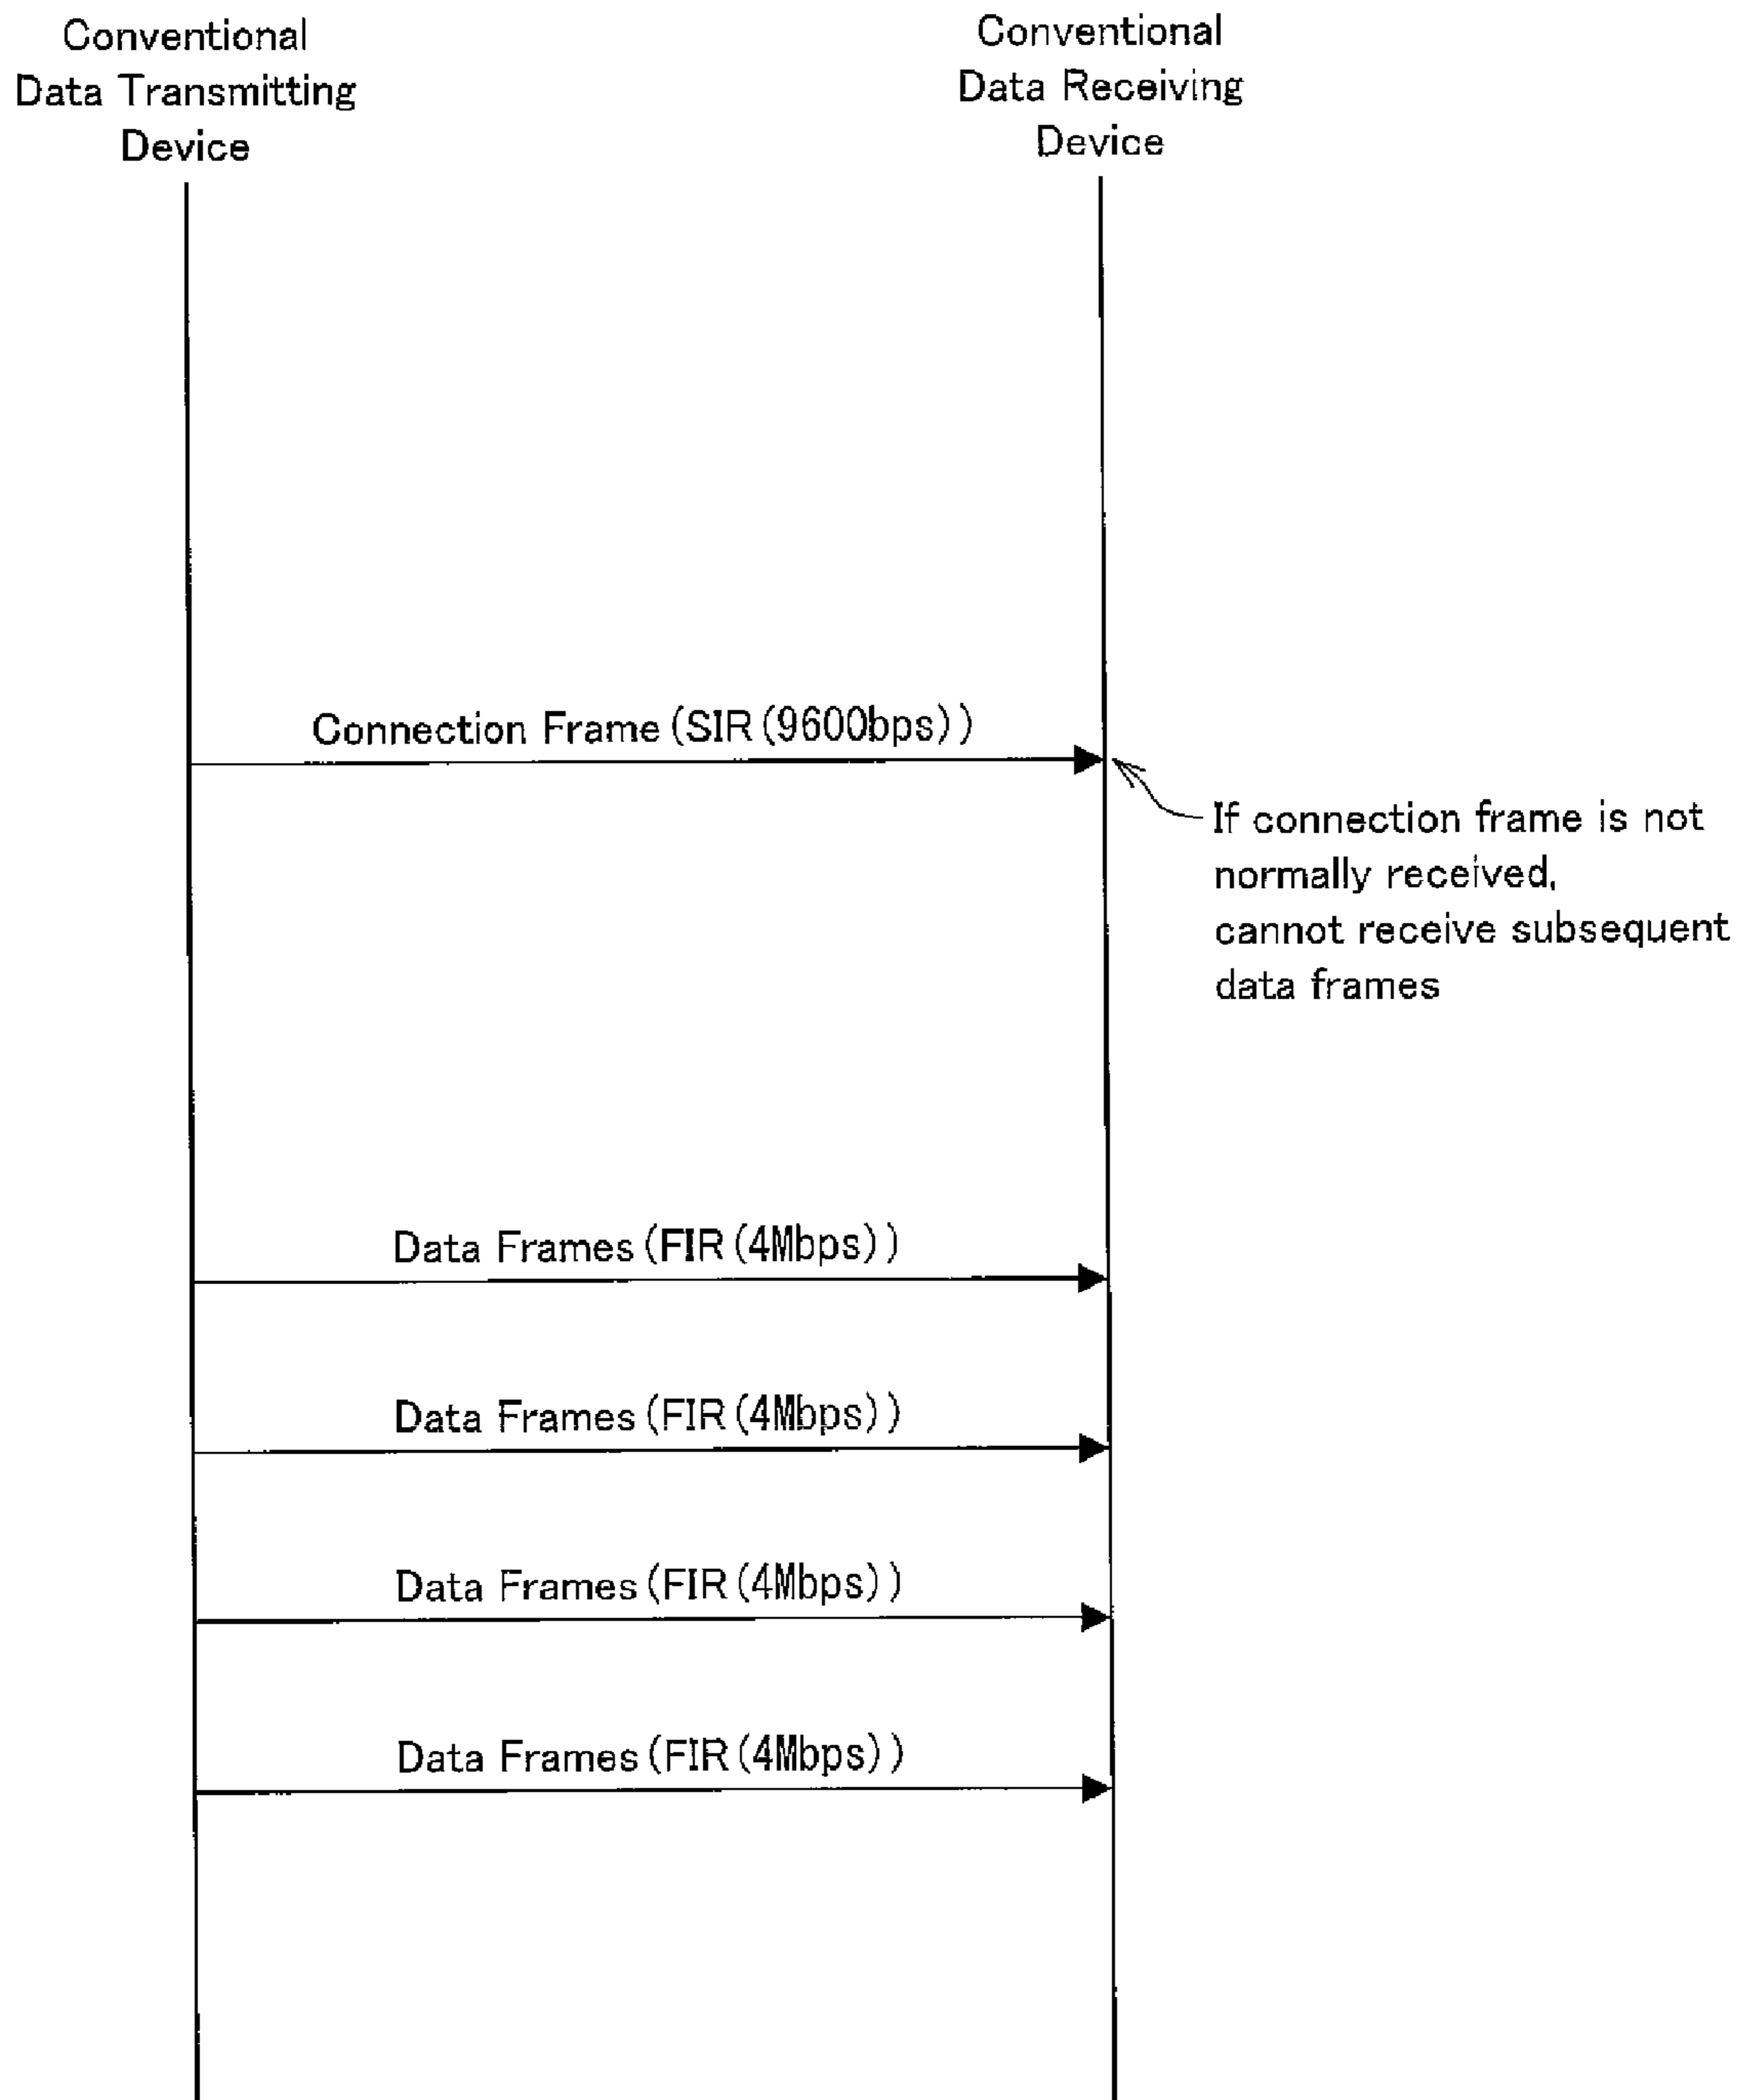 Conventional
Data Transmitting
Device
Conventional
Data Receiving
Device
Connection Frame (SIR (9600bps))
If connection frame is not
normally received,
cannot receive subsequent
data frames
Data Frames (FIR (4Mbps))
Data Frames (FIR (4Mbps))
Data Frames (FIR (4Mbps))
Data Frames (FIR (4Mbps))